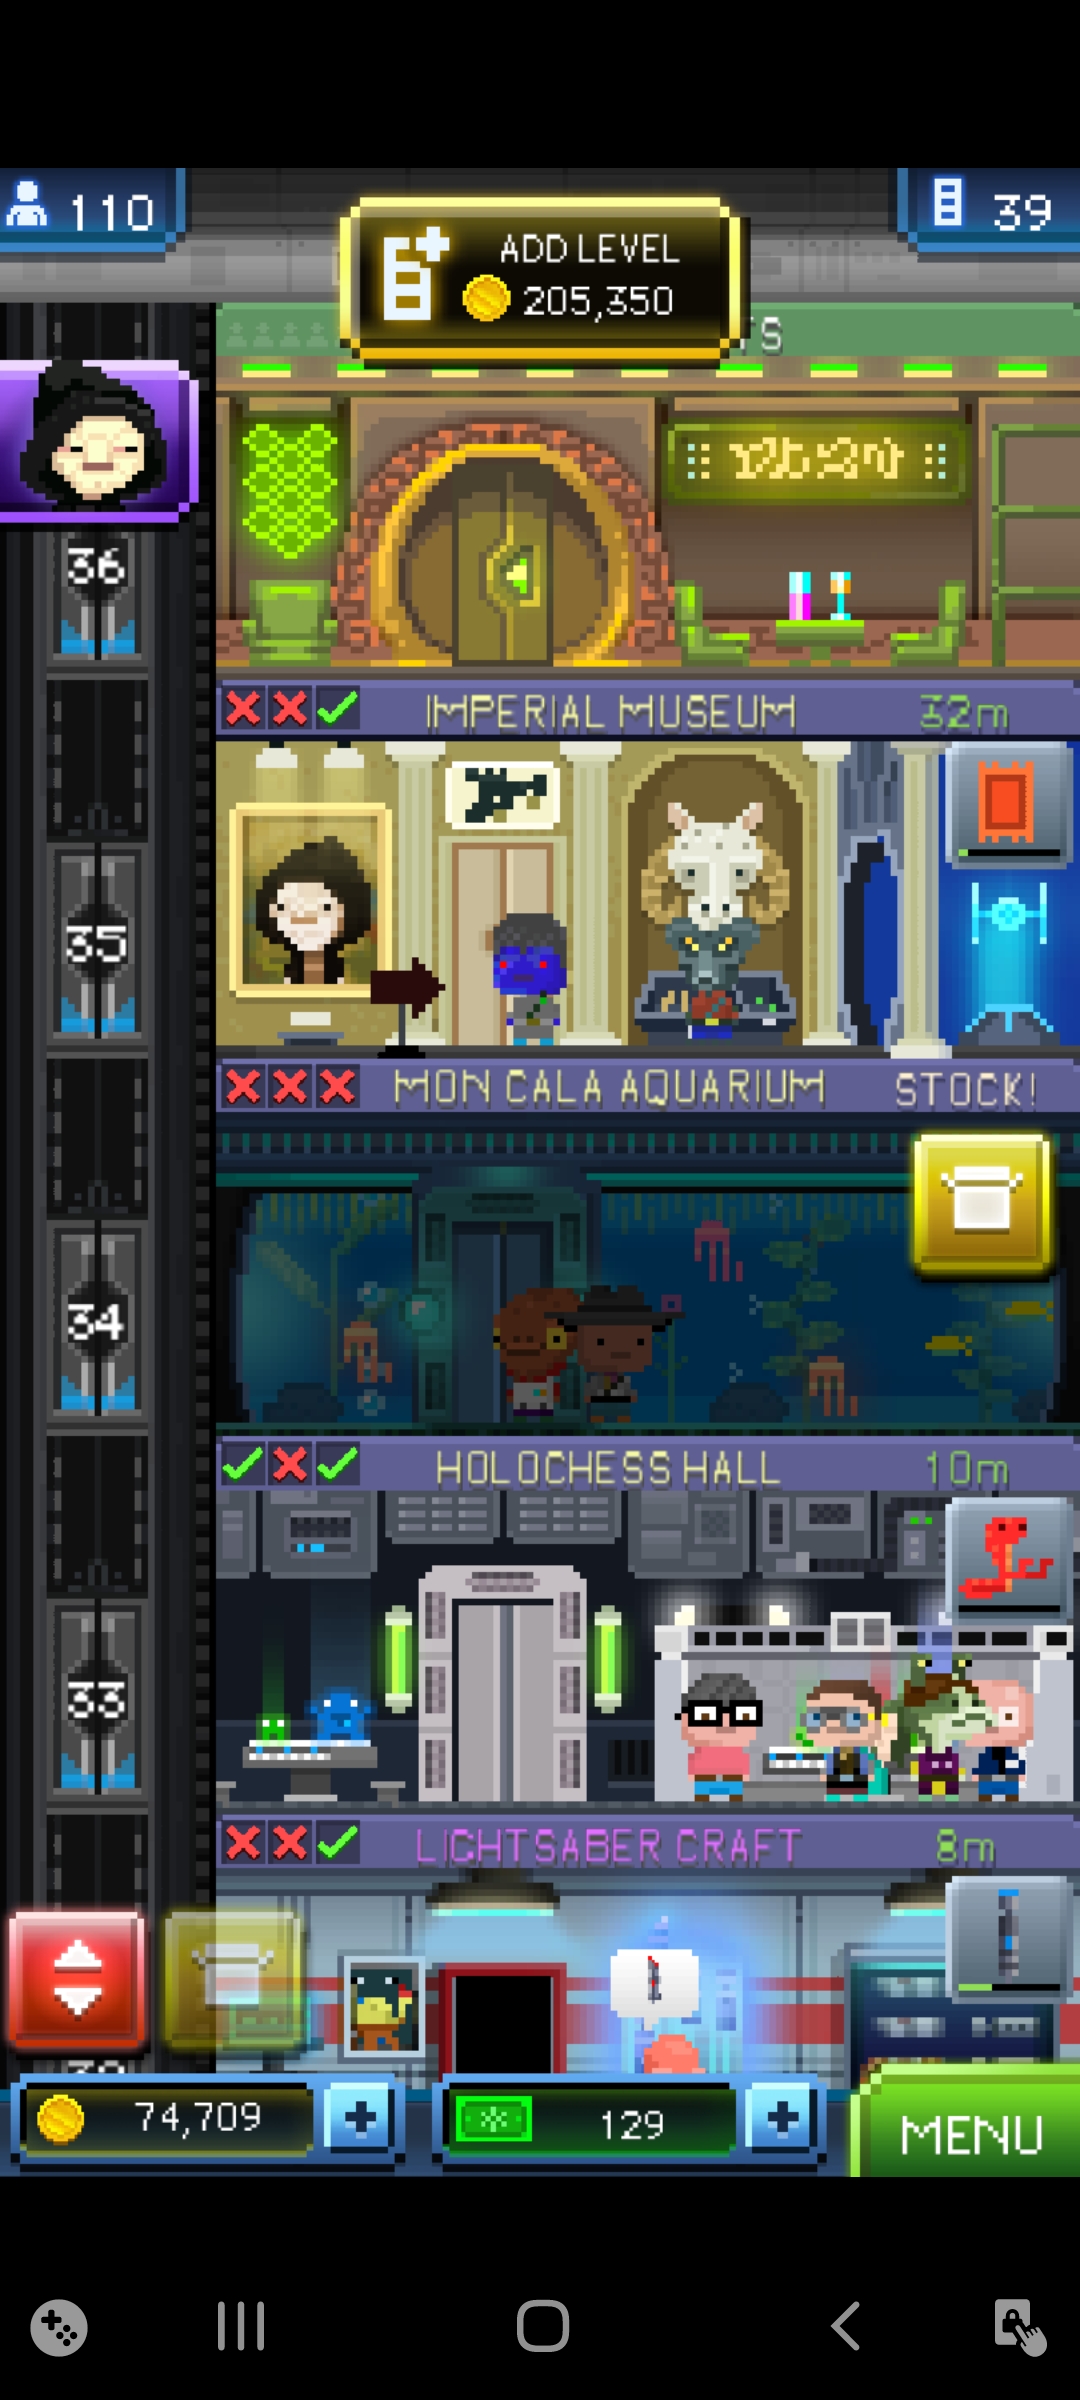 110
ADD LEVEL
205,350
39
TS
36
IMPERIAL MUSEUM 32m
35
MON CALA AQUARIUM STOCK!
34
HOLOCHESS HALL 10m
33
LIGHTSABER CRAFT 8m
74,709
129
MENU